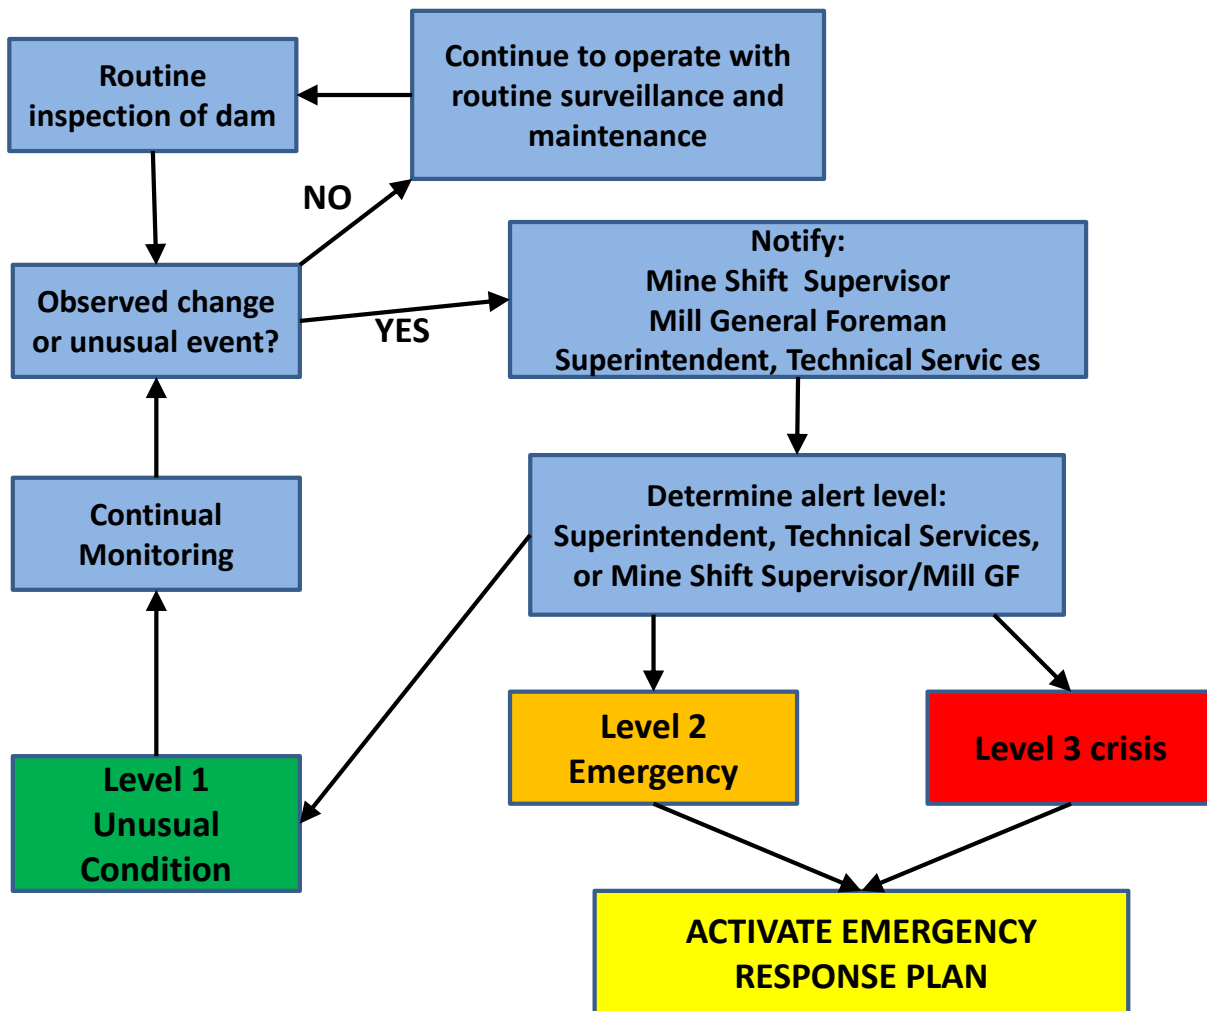 Routine
inspection of dam
Continue to operate with
routine surveillance and
maintenance
NO
Observed change
or unusual event?
YES
Notify:
Mine Shift  Supervisor
Mill General Foreman
Superintendent, Technical Servic es
Continual
Monitoring
Determine alert level:
Superintendent, Technical Services,
or Mine Shift Supervisor/Mill GF
Level 1
Unusual
Condition
Level 2
Emergency
Level 3 crisis
ACTIVATE EMERGENCY
RESPONSE PLAN